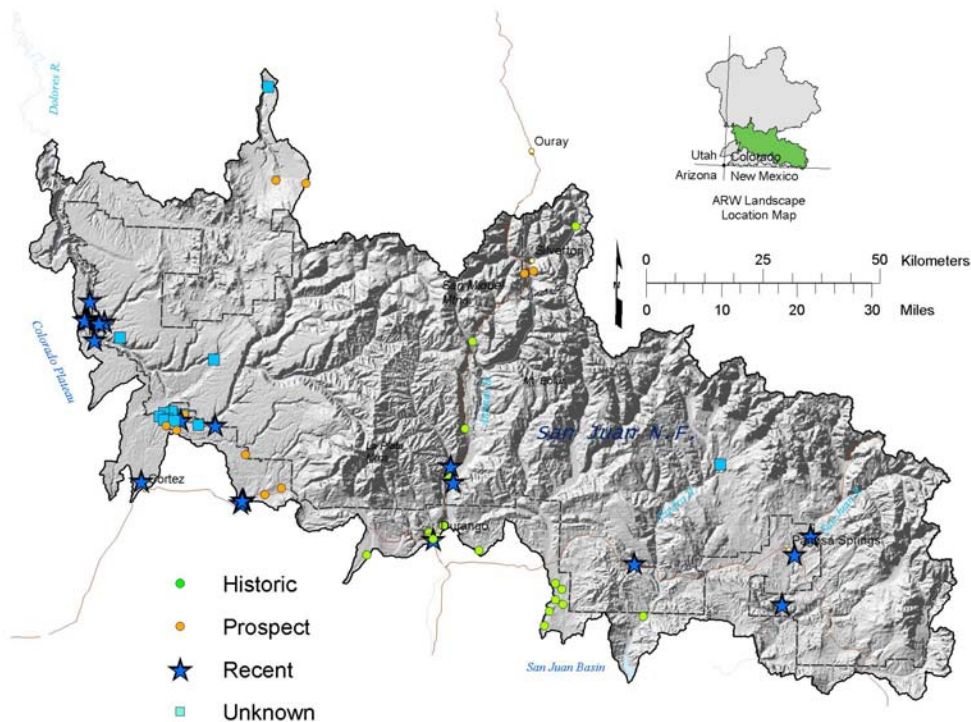 Dolores R.
Ouray
Utah
Colorado
Arizona
New Mexico
ARW Landscape
Location Map
Silverton
N
0 25 50 Kilometers
Miles
0 10 20 30
San Miguel
Colorado Plateau
San Juan N.F.
Cortez
Durango
Pagosa Springs
San Juan Basin
Historic
Prospect
Recent
Unknown